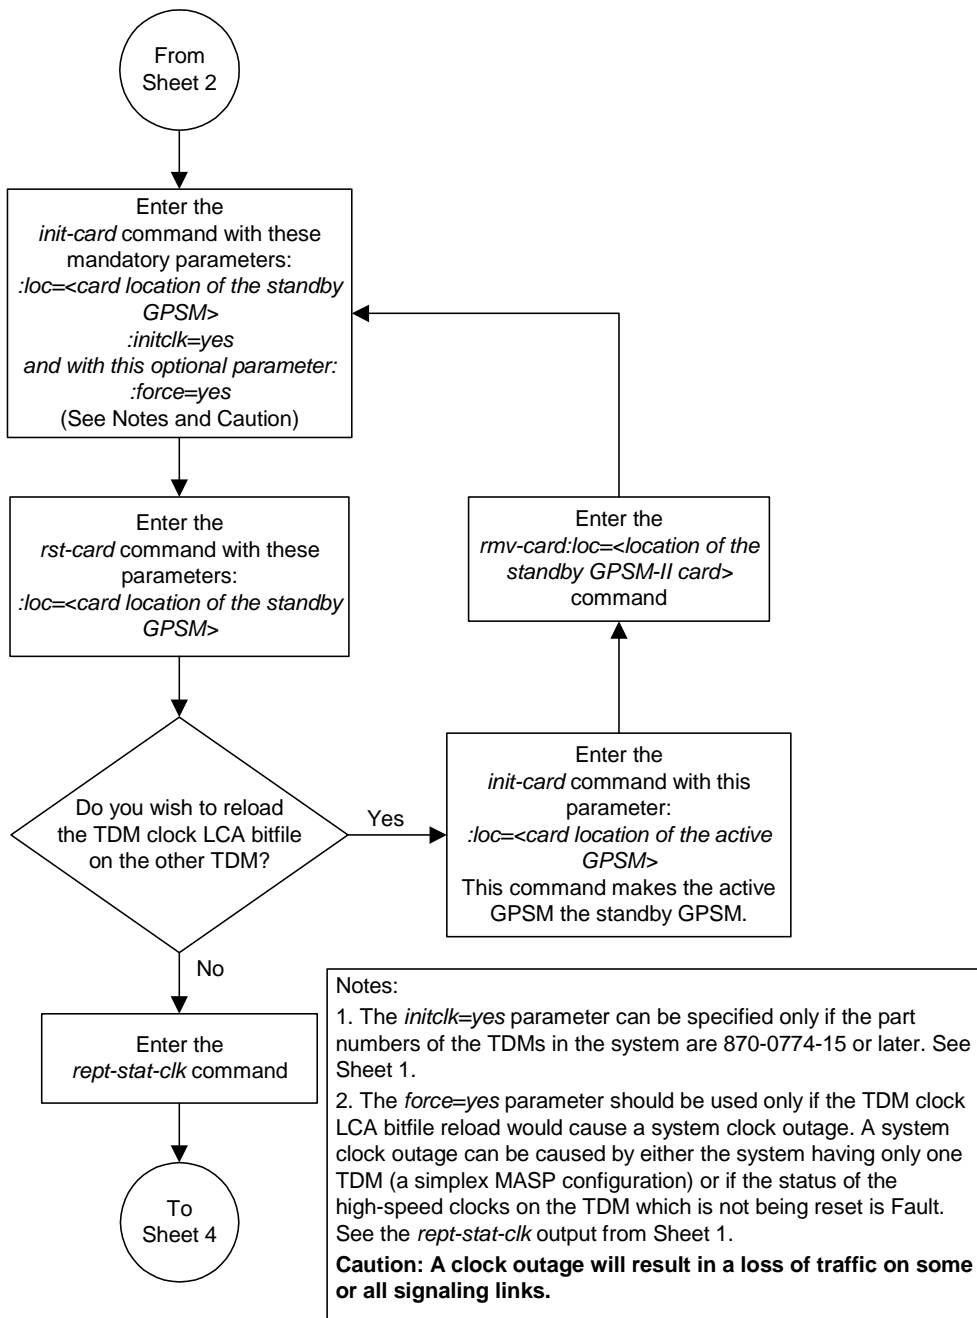 From
Sheet 2
Enter the
init-card command with these
mandatory parameters:
:loc=<card location of the standby
GPSM>
:initclk=yes
and with this optional parameter:
:force=yes
(See Notes and Caution)
Enter the
rst-card command with these
parameters:
:loc=<card location of the standby
GPSM>
Enter the
rmv-card:loc=<location of the
standby GPSM-II card>
command
Do you wish to reload
the TDM clock LCA bitfile
on the other TDM?
Yes
Enter the
init-card command with this
parameter:
:loc=<card location of the active
GPSM>
This command makes the active
GPSM the standby GPSM.
No
Enter the
rept-stat-clk command
To
Sheet 4
Notes:
1. The initclk=yes parameter can be specified only if the part
numbers of the TDMs in the system are 870-0774-15 or later. See
Sheet 1.
2. The force=yes parameter should be used only if the TDM clock
LCA bitfile reload would cause a system clock outage. A system
clock outage can be caused by either the system having only one
TDM (a simplex MASP configuration) or if the status of the
high-speed clocks on the TDM which is not being reset is Fault.
See the rept-stat-clk output from Sheet 1.
Caution: A clock outage will result in a loss of traffic on some
or all signaling links.